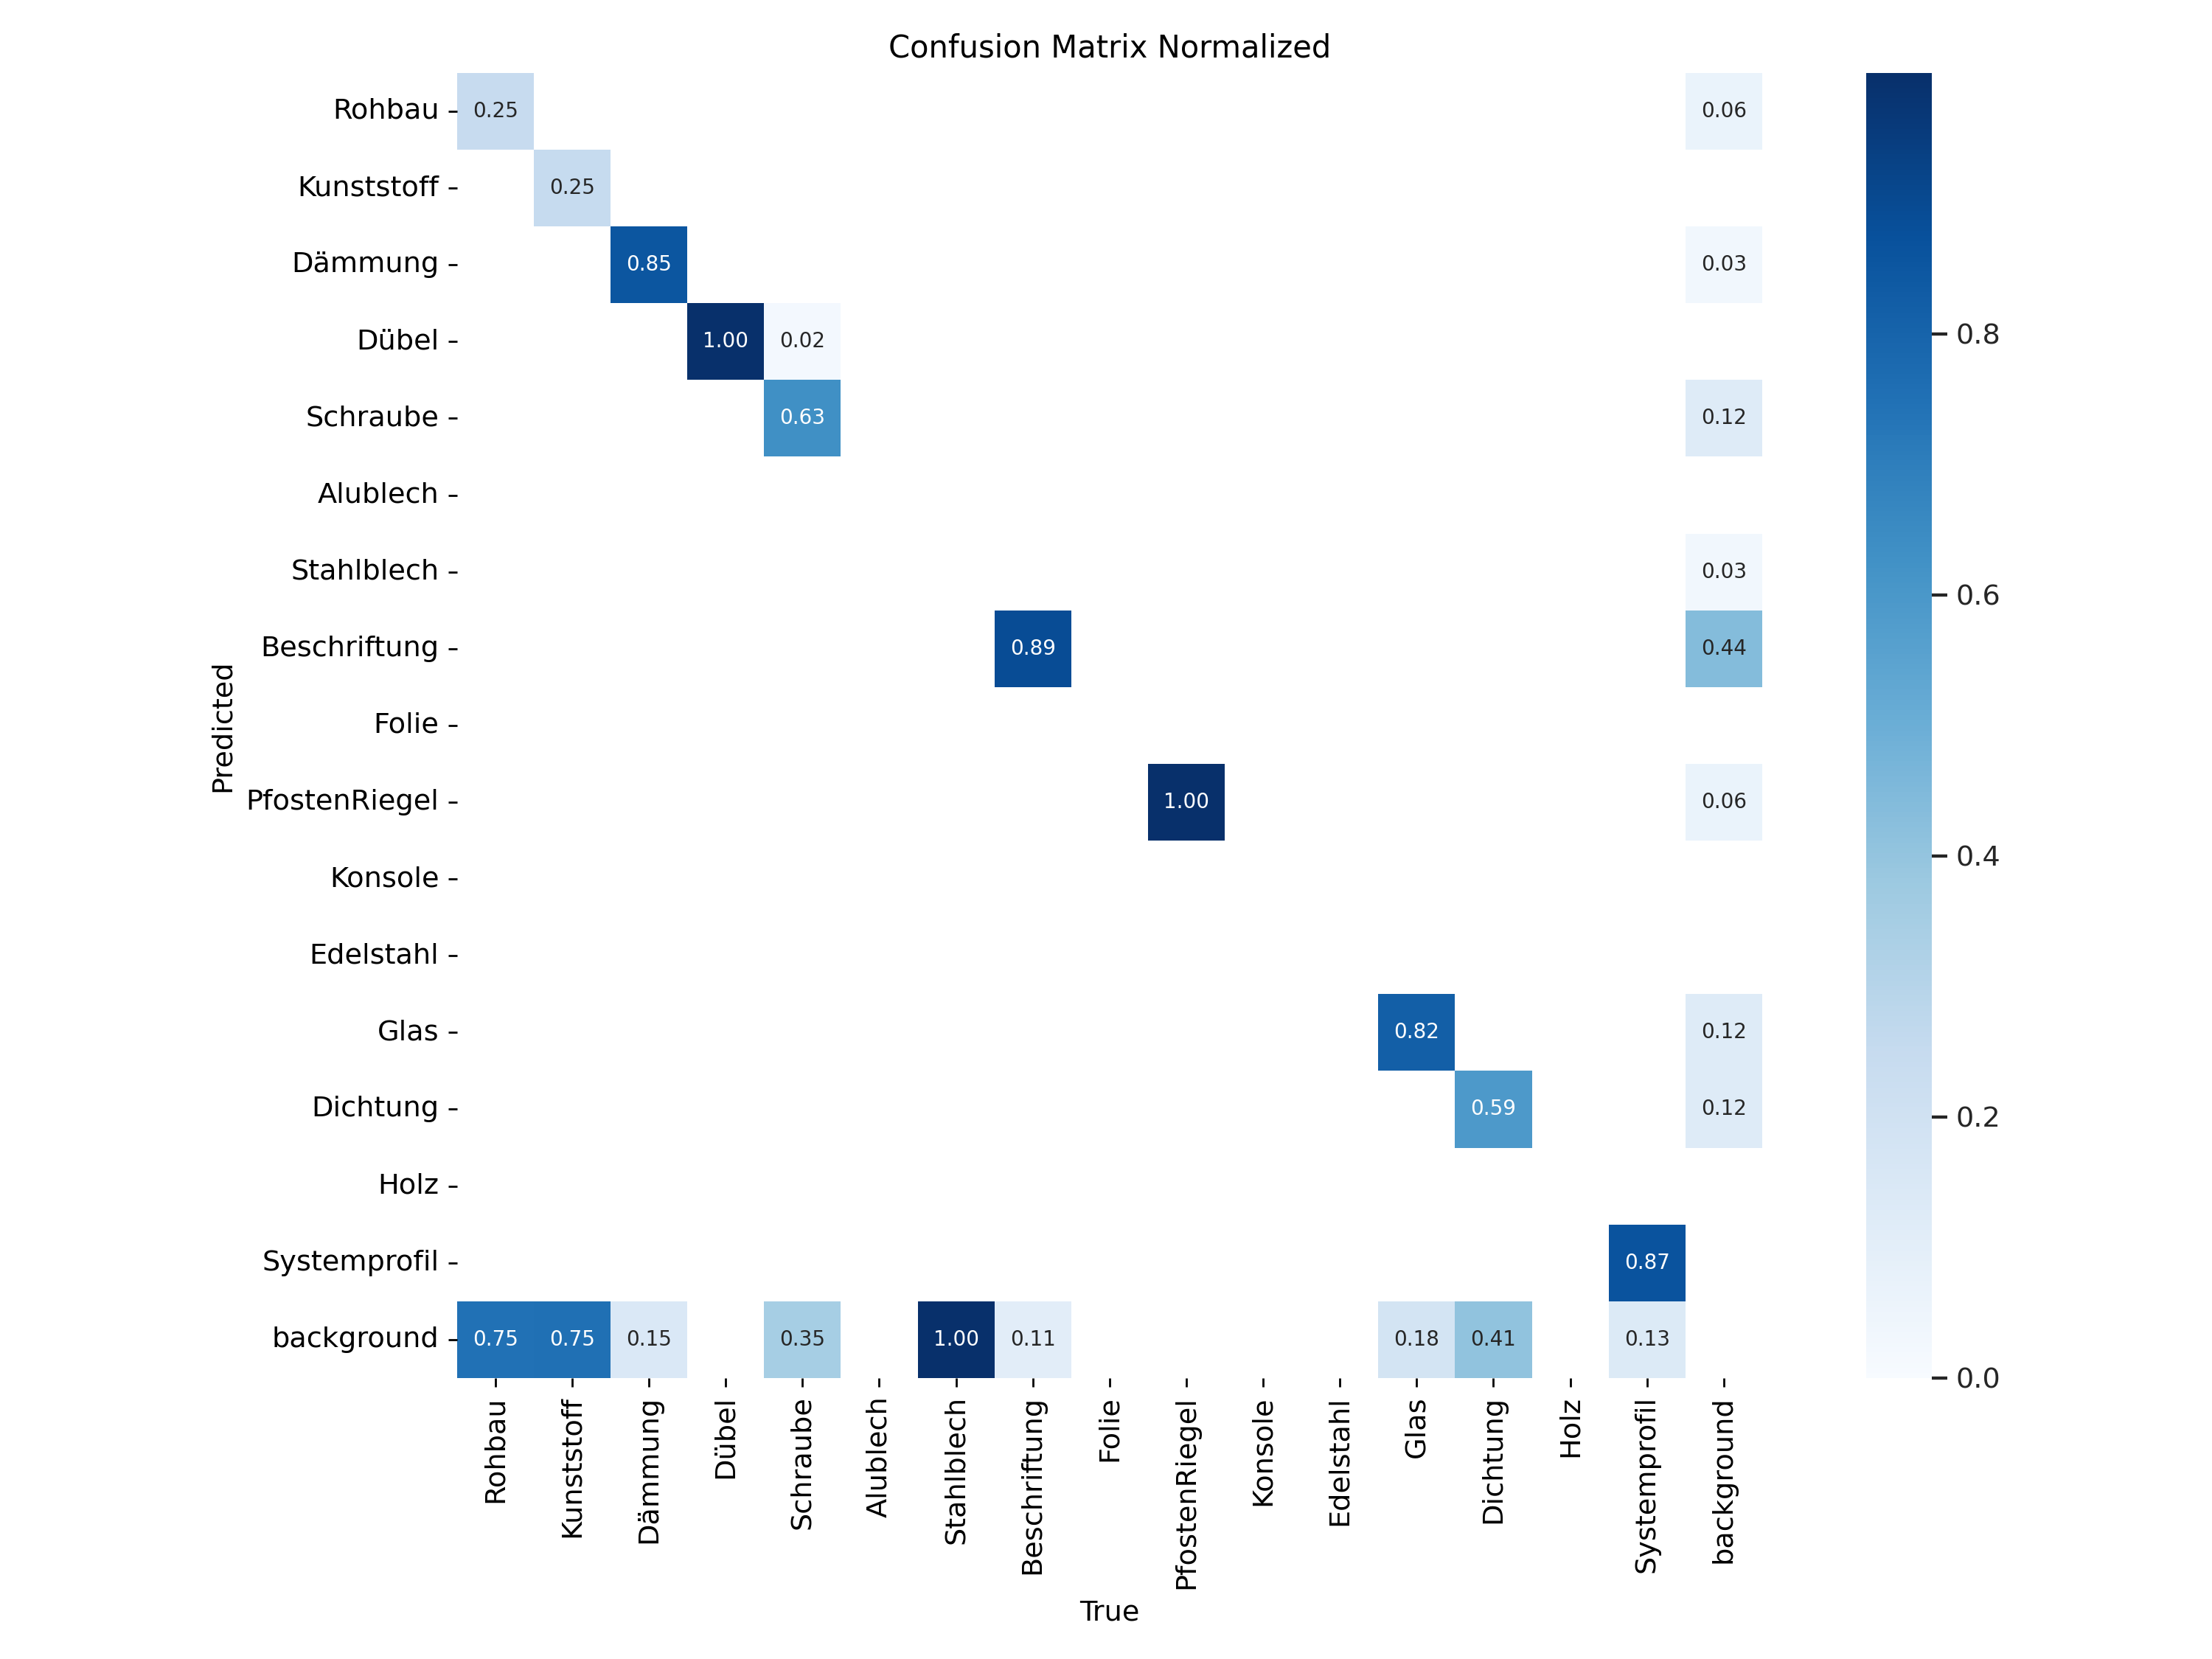 Confusion Matrix Normalized
Rohbau
0.25
0.06
Kunststoff
0.25
Dämmung
0.85
0.03
Dübel
1.00
0.02
Schraube
0.63
0.12
Alublech
Stahlblech
0.03
Beschriftung
0.89
0.44
Folie
PfostenRiegel
1.00
0.06
Konsole
Edelstahl
Glas
0.82
0.12
Dichtung
0.59
0.12
Holz
Systemprofil
0.87
background
0.75
0.75
0.15
0.35
1.00
0.11
0.18
0.41
0.13
Predicted
Rohbau
Kunststoff
Dämmung
Dübel
Schraube
Alublech
Stahlblech
Beschriftung
Folie
PfostenRiegel
Konsole
Edelstahl
Glas
Dichtung
Holz
Systemprofil
background
True
0.8
0.6
0.4
0.2
0.0